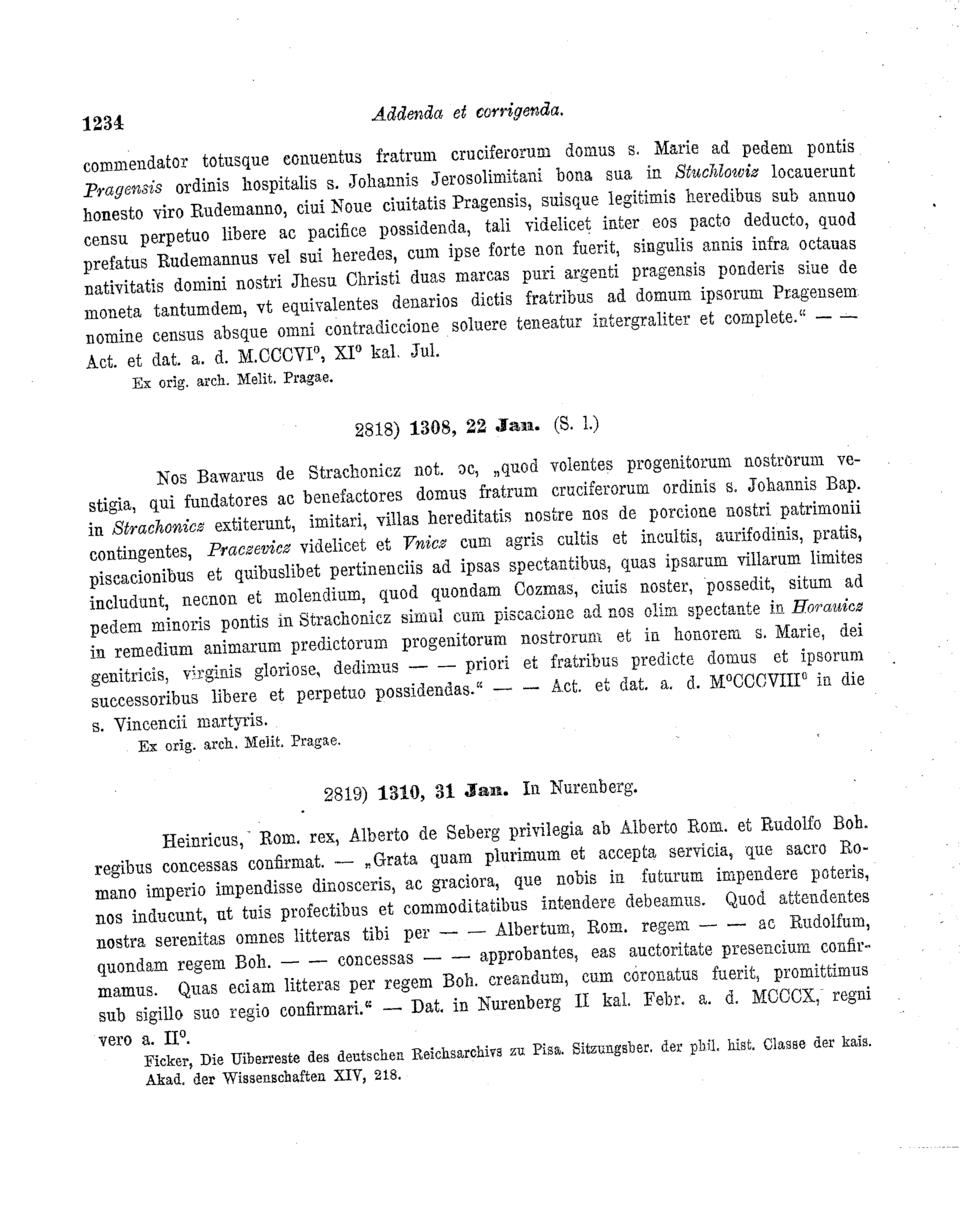 1234
Addenda et corrigenda.
commendator totusque conuentus fratrum cruciferorum domus s. Marie ad pedem pontis
Pragensis ordinis hospitalis s. Johannis Jerosolimitani bona sua in Stuchlowiz locauerunt
honesto viro Rudemanno, ciui Noue ciuitatis Pragensis, suisque legitimis heredibus sub annuo
censu perpetuo libere ac pacifice possidenda, tali videlicet inter eos pacto deducto, quod
prefatus Rudemannus vel sui heredes, cum ipse forte non fuerit, singulis annis infra octauas
nativitatis domini nostri Jhesu Christi duas marcas puri argenti pragensis ponderis siue de
moneta tantumdem, vt equivalentes denarios dictis fratribus ad domum ipsorum Pragensem
nomine census absque omni contradiccione soluere teneatur intergraliter et complete.“ — —
Act. et dat. a. d. M.CCCVI⁰, XI⁰ kal. Jul.
Ex orig. arch. Melit. Pragae.
2818) 1308, 22 Jan. (S. l.)
Nos Bawarus de Strachonicz not. ɔc, „quod volentes progenitorum nostrorum ve-
stigia, qui fundatores ac benefactores domus fratrum cruciferorum ordinis s. Johannis Bap.
in Strachonicz extiterunt, imitari, villas hereditatis nostre nos de porcione nostri patrimonii
contingentes, Praczevicz videlicet et Vnicz cum agris cultis et incultis, aurifodinis, pratis,
piscacionibus et quibuslibet pertinenciis ad ipsas spectantibus, quas ipsarum villarum limites
includunt, necnon et molendium, quod quondam Cozmas, ciuis noster, possedit, situm ad
pedem minoris pontis in Strachonicz simul cum piscacione ad nos olim spectante in Horauicz
in remedium animarum predictorum progenitorum nostrorum et in honorem s. Marie, dei
genitricis, virginis gloriose, dedimus — — priori et fratribus predicte domus et ipsorum
successoribus libere et perpetuo possidendas.“ — — Act. et dat. a. d. M⁰CCCVIII⁰ in die
s. Vincencii martyris.
Ex orig. arch. Melit. Pragae.
2819) 1310, 31 Jan. In Nurenberg.
Heinricus, Rom. rex, Alberto de Seberg privilegia ab Alberto Rom. et Rudolfo Boh.
regibus concessas confirmat. — „Grata quam plurimum et accepta servicia, que sacro Ro-
mano imperio impendisse dinosceris, ac graciora, que nobis in futurum impendere poteris,
nos inducunt, ut tuis profectibus et commoditatibus intendere debeamus. Quod attendentes
nostra serenitas omnes litteras tibi per — — Albertum, Rom. regem — — ac Rudolfum,
quondam regem Boh. — — concessas — — approbantes, eas auctoritate presencium confir-
mamus. Quas eciam litteras per regem Boh. creandum, cum coronatus fuerit, promittimus
sub sigillo suo regio confirmari.“ — Dat. in Nurenberg II kal. Febr. a. d. MCCCX, regni
vero a. II⁰.
Ficker, Die Uiberreste des deutschen Reichsarchivs zu Pisa. Sitzungsber. der phil. hist. Classe der kais.
Akad. der Wissenschaften XIV, 218.